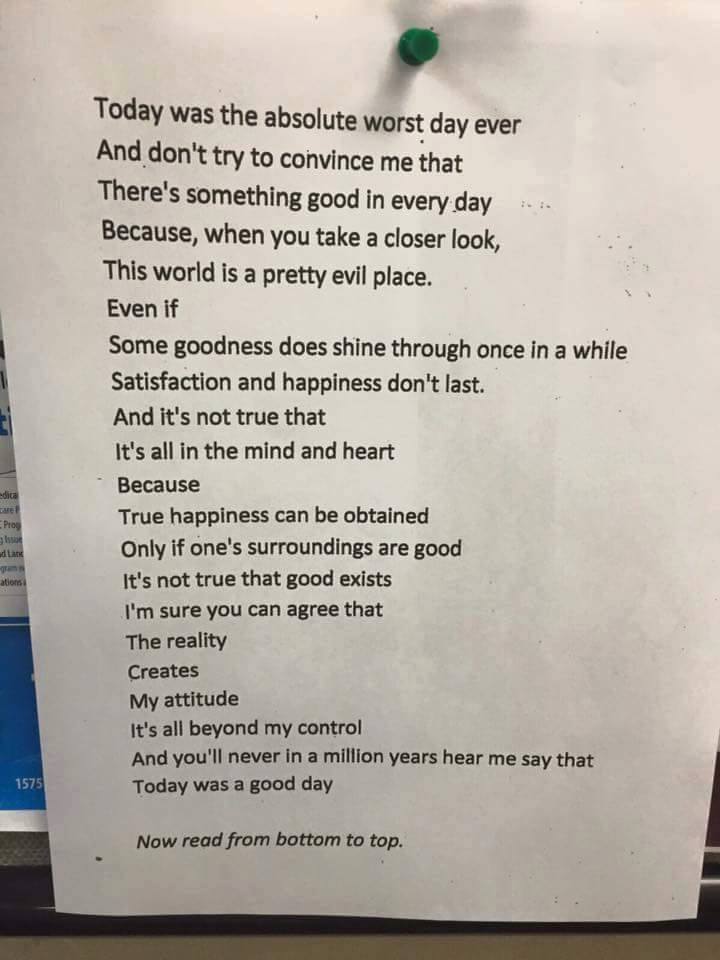 Today was the absolute worst day ever
And don't try to convince me that
There's something good in every day
Because, when you take a closer look,
This world is a pretty evil place.
Even if
Some goodness does shine through once in a while
Satisfaction and happiness don't last.
And it's not true that
It's all in the mind and heart
Because
True happiness can be obtained
Only if one's surroundings are good
It's not true that good exists
I'm sure you can agree that
The reality
Creates
My attitude
It's all beyond my control
And you'll never in a million years hear me say that
Today was a good day
Now read from bottom to top.
1575